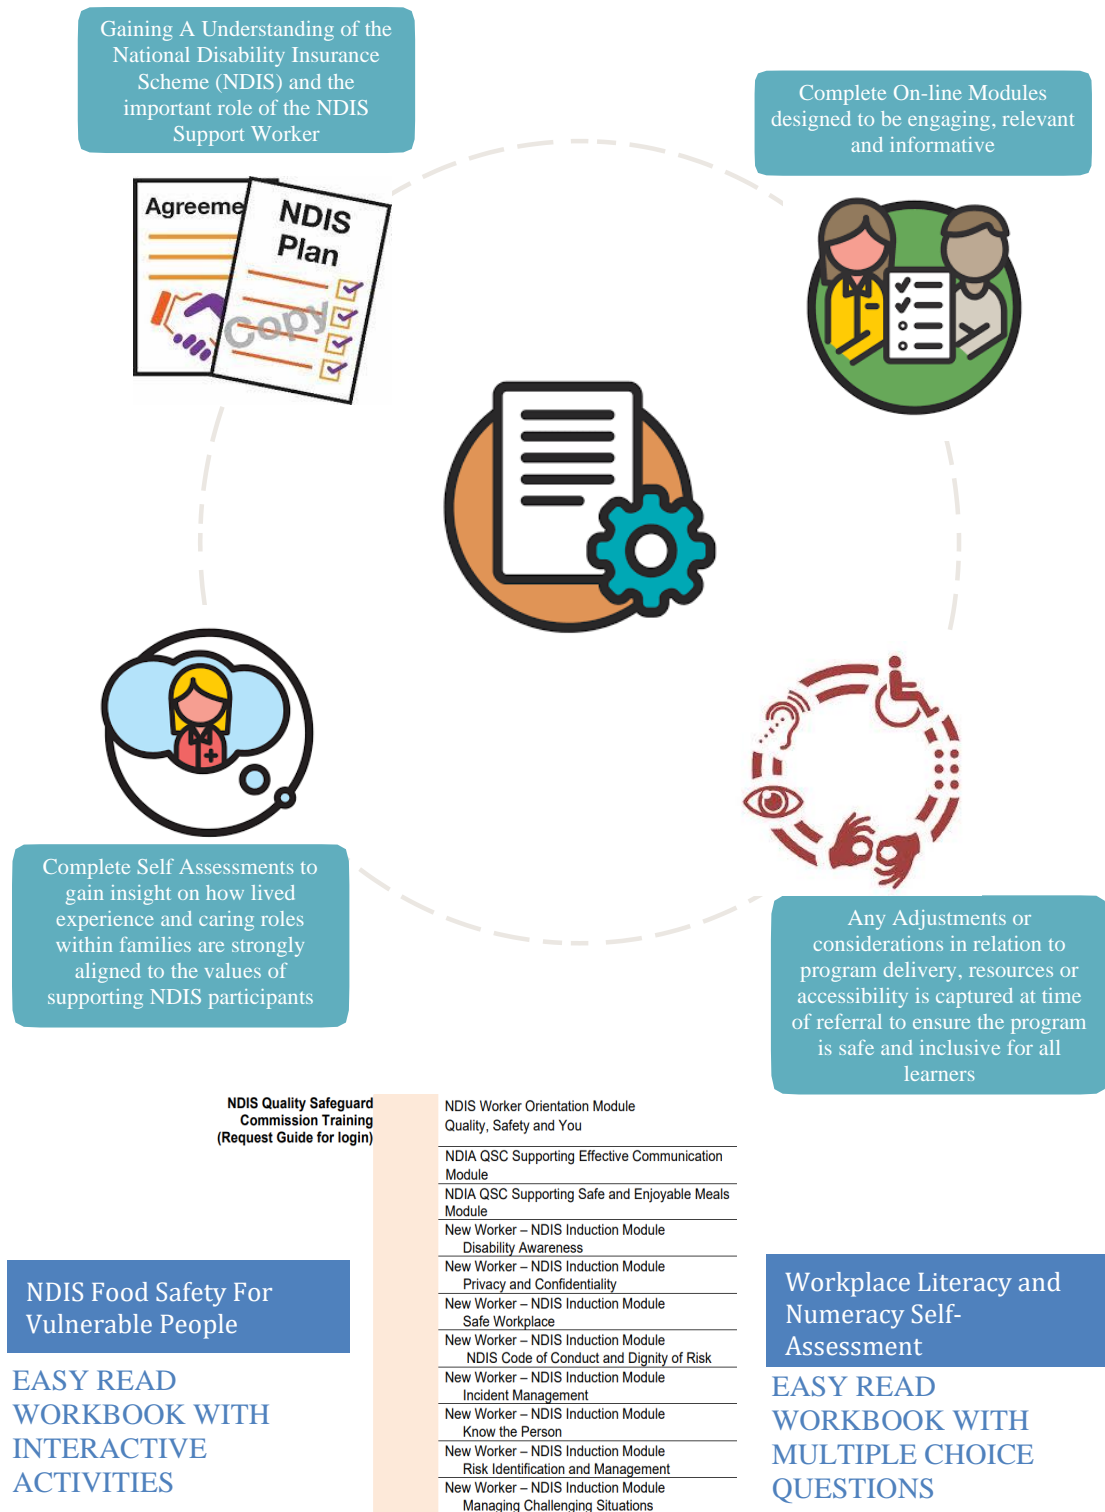 Gaining A Understanding of the
National Disability Insurance
Scheme (NDIS) and the
important role of the NDIS
Support Worker
Complete On-line Modules
designed to be engaging, relevant
and informative
Agreeme
NDIS
Plan
Copy
Complete Self Assessments to
gain insight on how lived
experience and caring roles
within families are strongly
aligned to the values of
supporting NDIS participants
Any Adjustments or
considerations in relation to
program delivery, resources or
accessibility is captured at time
of referral to ensure the program
is safe and inclusive for all
learners
NDIS Quality Safeguard
Commission Training
(Request Guide for login)
NDIS Worker Orientation Module
Quality, Safety and You
NDIA QSC Supporting Effective Communication
Module
NDIA QSC Supporting Safe and Enjoyable Meals
Module
New Worker – NDIS Induction Module
Disability Awareness
New Worker – NDIS Induction Module
Privacy and Confidentiality
New Worker – NDIS Induction Module
Safe Workplace
New Worker – NDIS Induction Module
NDIS Code of Conduct and Dignity of Risk
New Worker – NDIS Induction Module
Incident Management
New Worker – NDIS Induction Module
Know the Person
New Worker – NDIS Induction Module
Risk Identification and Management
New Worker – NDIS Induction Module
Managing Challenging Situations
NDIS Food Safety For
Vulnerable People
EASY READ
WORKBOOK WITH
INTERACTIVE
ACTIVITIES
Workplace Literacy and
Numeracy Self-
Assessment
EASY READ
WORKBOOK WITH
MULTIPLE CHOICE
QUESTIONS